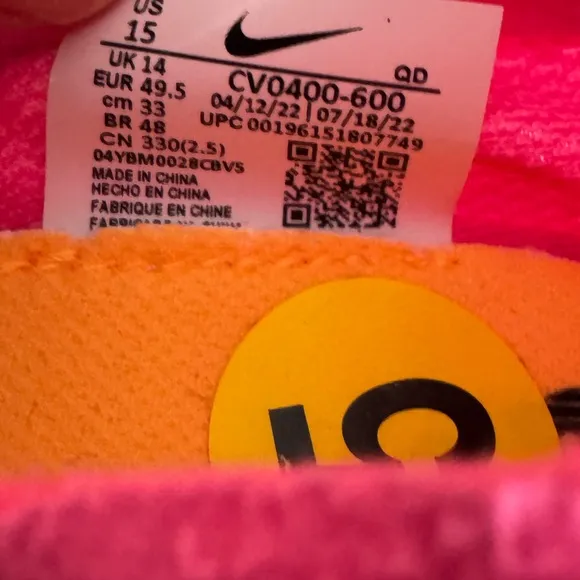 US
15
UK 14
EUR 49.5
cm 33
BR 48
CN 330(2.5)
04YBM0028CBV5
MADE IN CHINA
HECHO EN CHINA
FABRIQUE EN CHINE
QD
CV0400-600
04/12/22 | 07/18/22
UPC 00196151807749